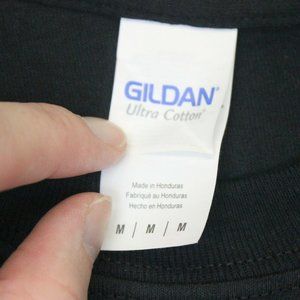 GILDAN®
Ultra Cotton®
Made in Honduras
Fabriqué au Honduras
Hecho en Honduras
M | M | M